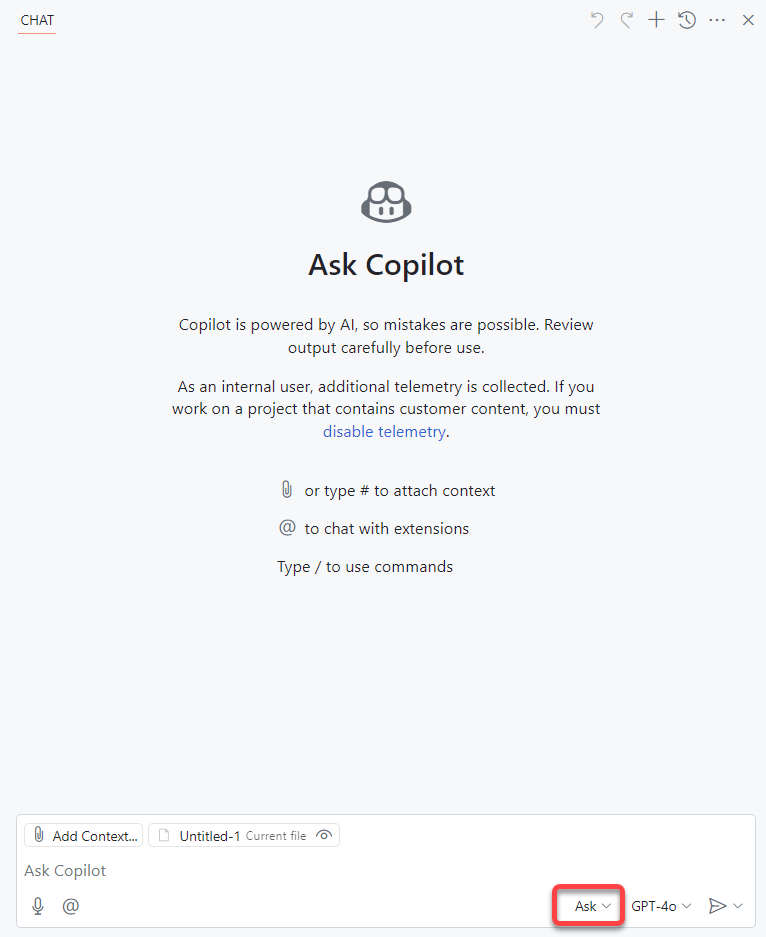 CHAT
Ask Copilot
Copilot is powered by AI, so mistakes are possible. Review
output carefully before use.
As an internal user, additional telemetry is collected. If you
work on a project that contains customer content, you must
disable telemetry.
or type # to attach context
@ to chat with extensions
Type / to use commands
Add Context... Untitled-1 Current file
Ask Copilot
@ Ask GPT-4o